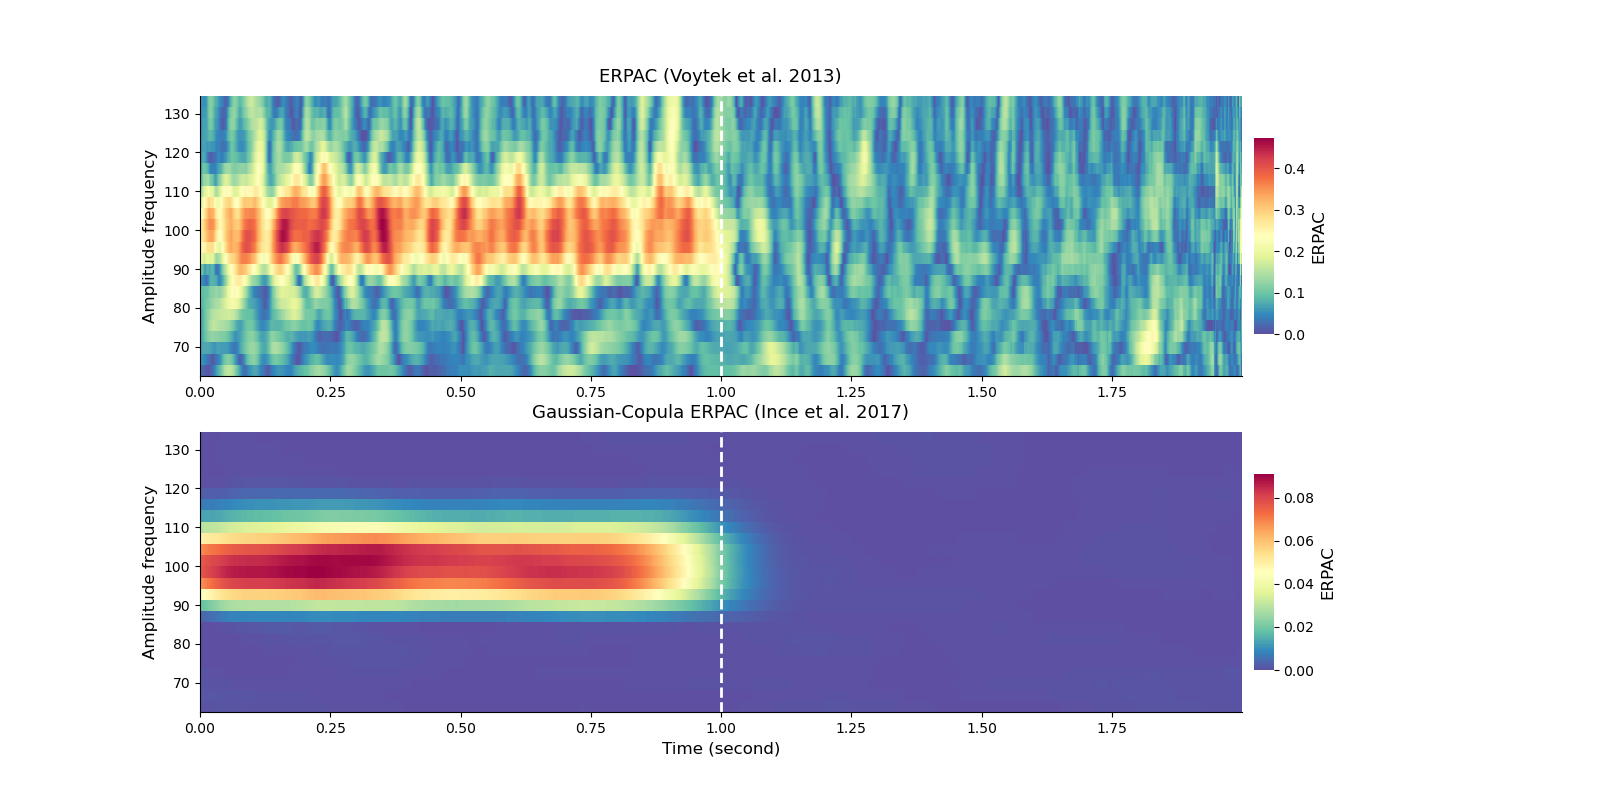 ERPAC (Voytek et al. 2013)
Amplitude frequency
130
120
110
100
90
80
70
0.00 0.25 0.50 0.75 1.00 1.25 1.50 1.75
0.4
0.3
0.2
0.1
0.0
ERPAC
Gaussian-Copula ERPAC (Ince et al. 2017)
Amplitude frequency
130
120
110
100
90
80
70
0.00 0.25 0.50 0.75 1.00 1.25 1.50 1.75
Time (second)
0.08
0.06
0.04
0.02
0.00
ERPAC